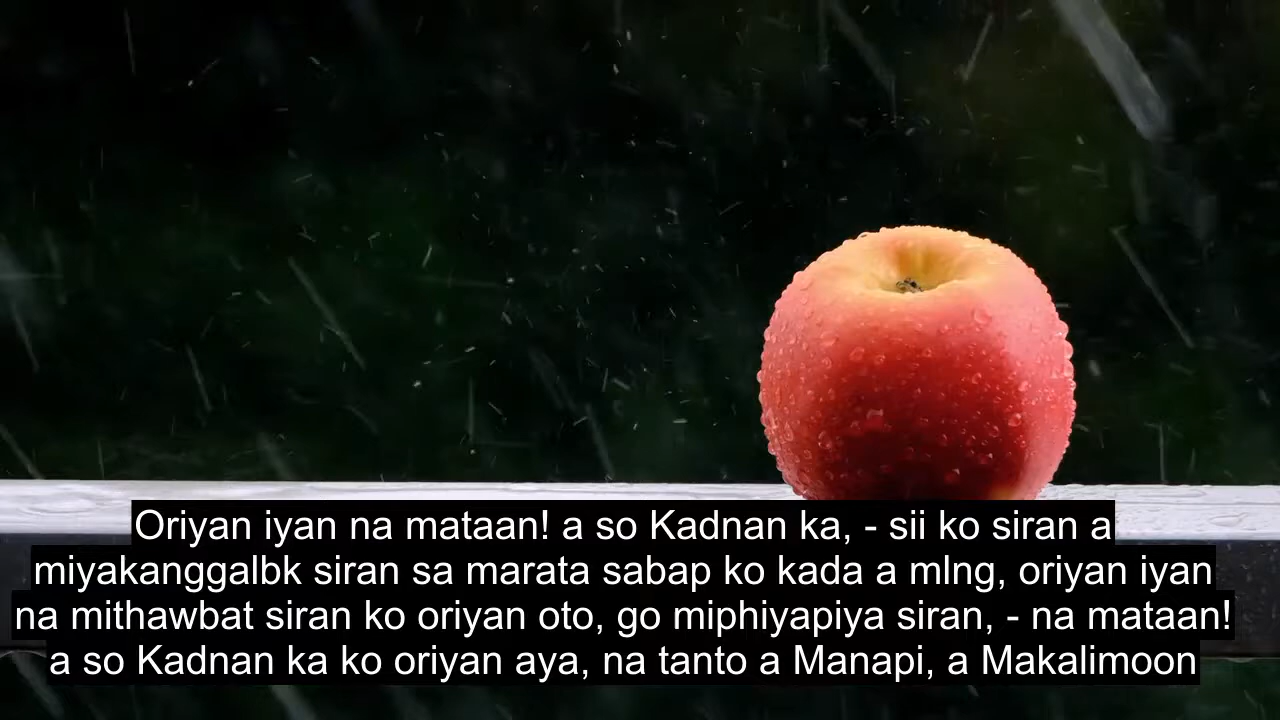 Oriyan iyan na mataan! a so Kadnan ka, - sii ko siran a
miyakanggalbk siran sa marata sabap ko kada a mlng, oriyan iyan
na mithawbat siran ko oriyan oto, go miphiyapiya siran, - na mataan!
a so Kadnan ka ko oriyan aya, na tanto a Manapi, a Makalimoon